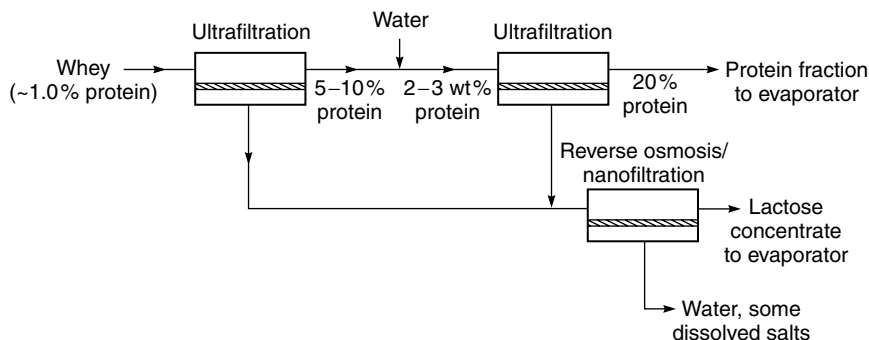 Ultrafiltration
Water
Ultrafiltration
Whey
(~1.0% protein)
5–10%
protein
2–3 wt%
protein
20%
protein
Protein fraction
to evaporator
Reverse osmosis/
nanofiltration
Lactose
concentrate
to evaporator
Water, some
dissolved salts